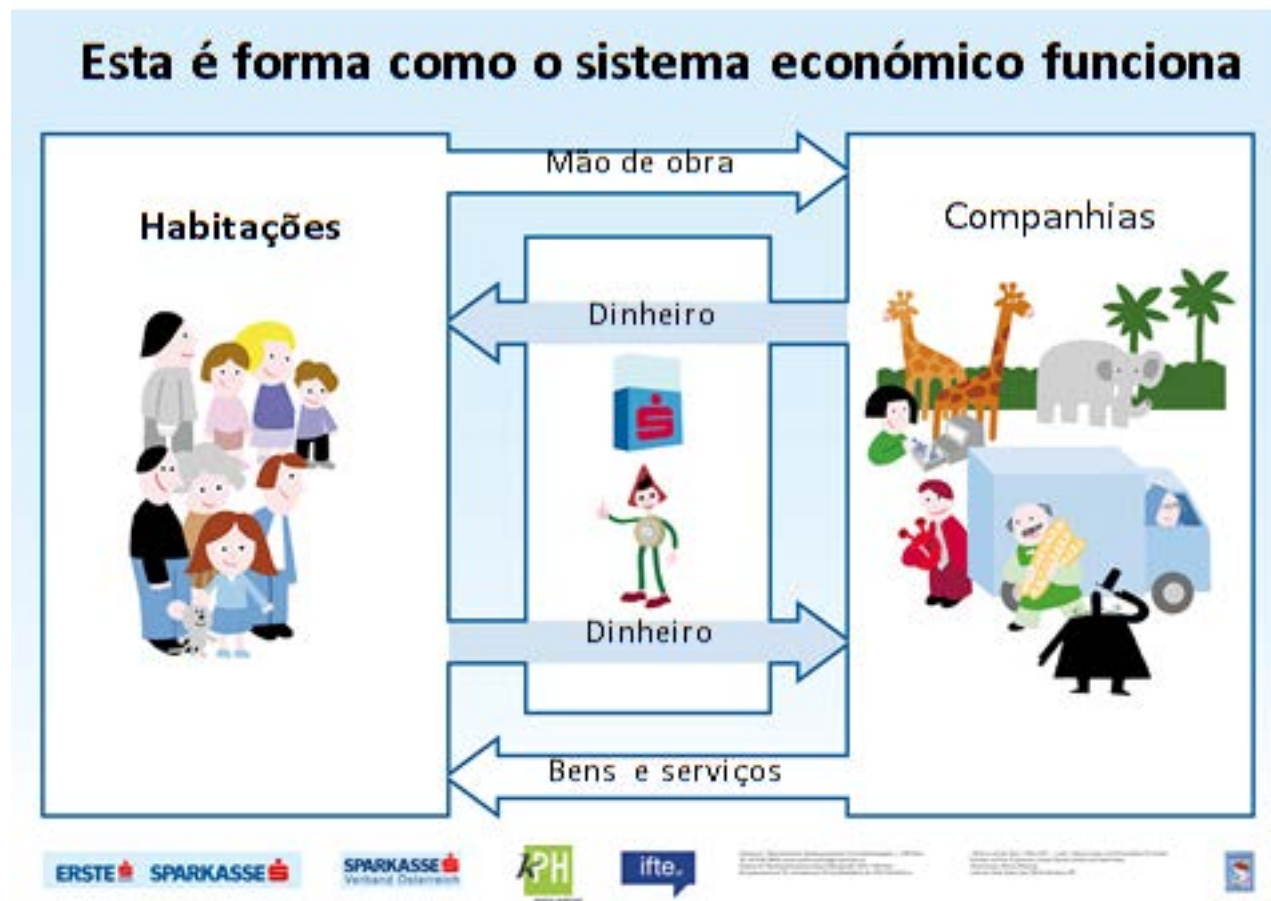 Esta é forma como o sistema económico funciona
Mão de obra
Habitações
Companhias
Dinheiro
Dinheiro
Bens e serviços
ERSTE SPARKASSE
SPARKASSE
Verband Österreich
kPH
ifte.